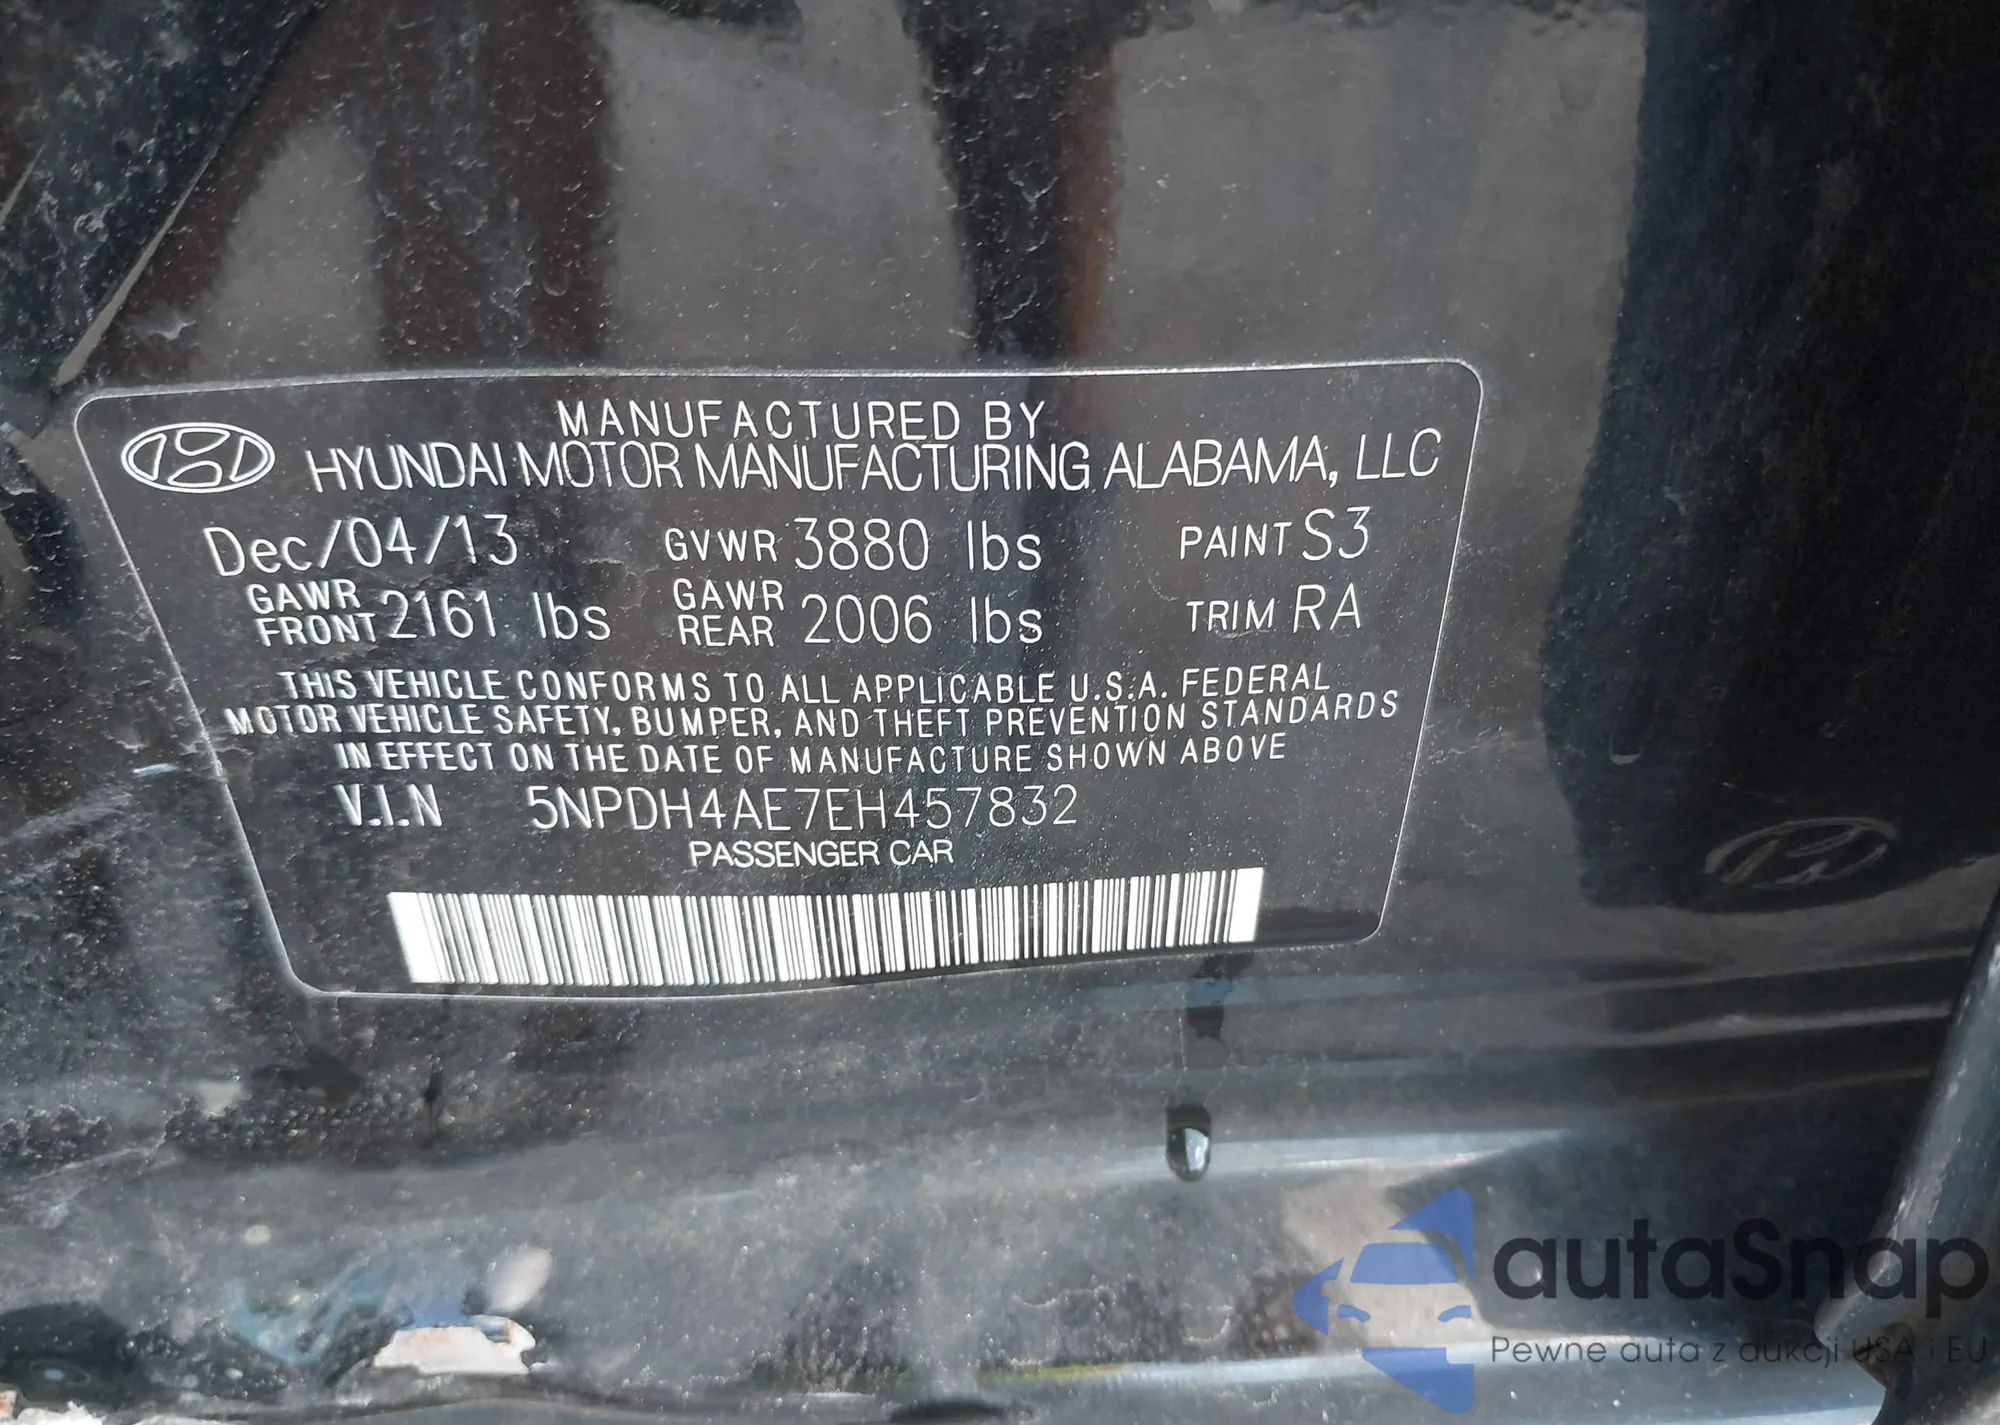 MANUFACTURED BY
HYUNDAI MOTOR MANUFACTURING ALABAMA, LLC
Dec/04/13 GVWR 3880 lbs PAINT S3
GAWR FRONT 2161 lbs GAWR REAR 2006 lbs TRIM RA
THIS VEHICLE CONFORMS TO ALL APPLICABLE U.S.A. FEDERAL
MOTOR VEHICLE SAFETY, BUMPER, AND THEFT PREVENTION STANDARDS
IN EFFECT ON THE DATE OF MANUFACTURE SHOWN ABOVE
V.I.N 5NPDH4AE7EH457832
PASSENGER CAR
autaSnap
Pewne auta z aukcji USA i EU